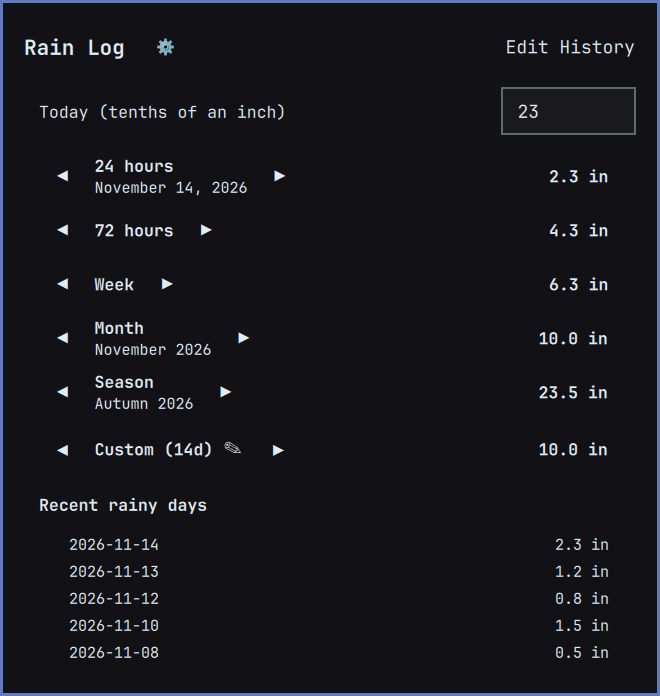 Rain Log ⚙ Edit History
Today (tenths of an inch) 23
◀ 24 hours ▶ 2.3 in
November 14, 2026
◀ 72 hours ▶ 4.3 in
◀ Week ▶ 6.3 in
◀ Month ▶ 10.0 in
November 2026
◀ Season ▶ 23.5 in
Autumn 2026
◀ Custom (14d) ✎ ▶ 10.0 in
Recent rainy days
2026-11-14 2.3 in
2026-11-13 1.2 in
2026-11-12 0.8 in
2026-11-10 1.5 in
2026-11-08 0.5 in